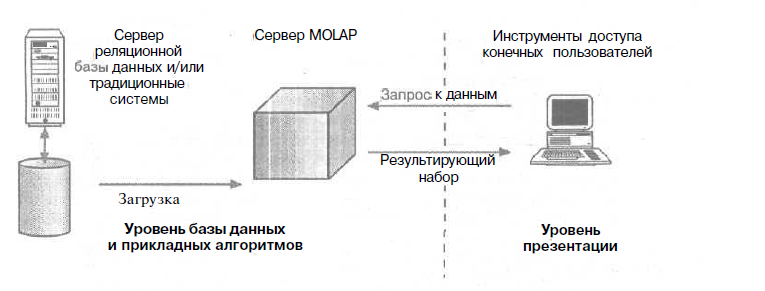 Сервер
реляционной
базы данных и/или
традиционные
системы
Сервер MOLAP
Инструменты доступа
конечных пользователей
Запрос к данным
Результирующий
набор
Загрузка
Уровень базы данных
и прикладных алгоритмов
Уровень
презентации